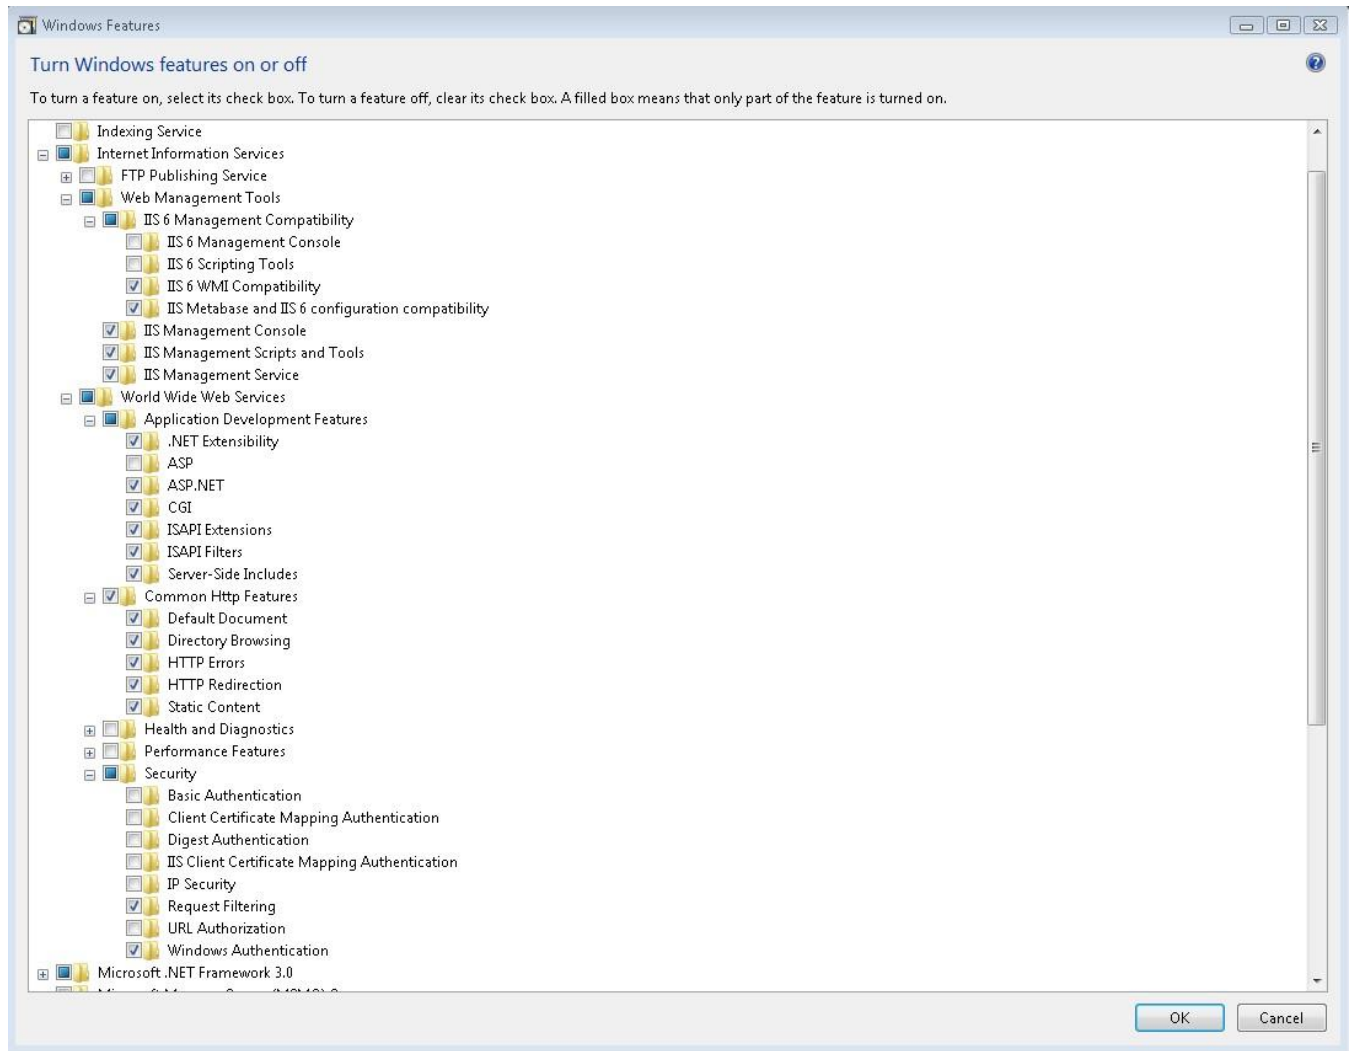 Windows Features
Turn Windows features on or off
To turn a feature on, select its check box. To turn a feature off, clear its check box. A filled box means that only part of the feature is turned on.
Indexing Service
Internet Information Services
FTP Publishing Service
Web Management Tools
IIS 6 Management Compatibility
IIS 6 Management Console
IIS 6 Scripting Tools
IIS 6 WMI Compatibility
IIS Metabase and IIS 6 configuration compatibility
IIS Management Console
IIS Management Scripts and Tools
IIS Management Service
World Wide Web Services
Application Development Features
.NET Extensibility
ASP
ASP.NET
CGI
ISAPI Extensions
ISAPI Filters
Server-Side Includes
Common Http Features
Default Document
Directory Browsing
HTTP Errors
HTTP Redirection
Static Content
Health and Diagnostics
Performance Features
Security
Basic Authentication
Client Certificate Mapping Authentication
Digest Authentication
IIS Client Certificate Mapping Authentication
IP Security
Request Filtering
URL Authorization
Windows Authentication
Microsoft .NET Framework 3.0
OK Cancel